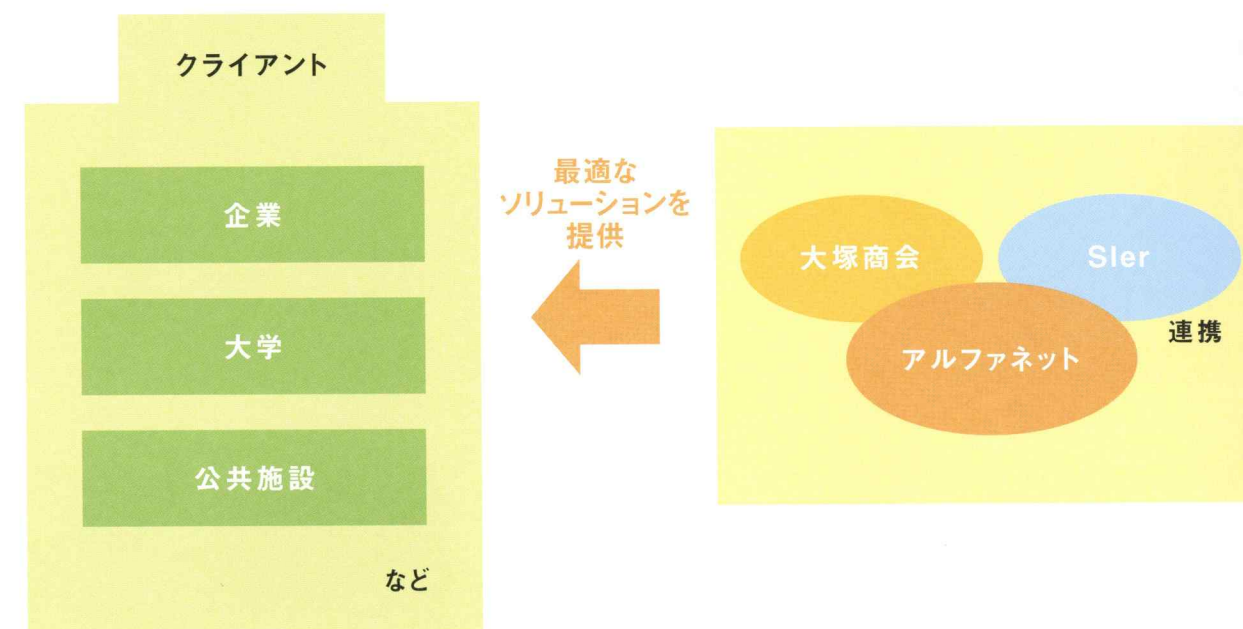 クライアント
企業
大学
公共施設
など
最適な
ソリューションを
提供
大塚商会
SIer
アルファネット
連携